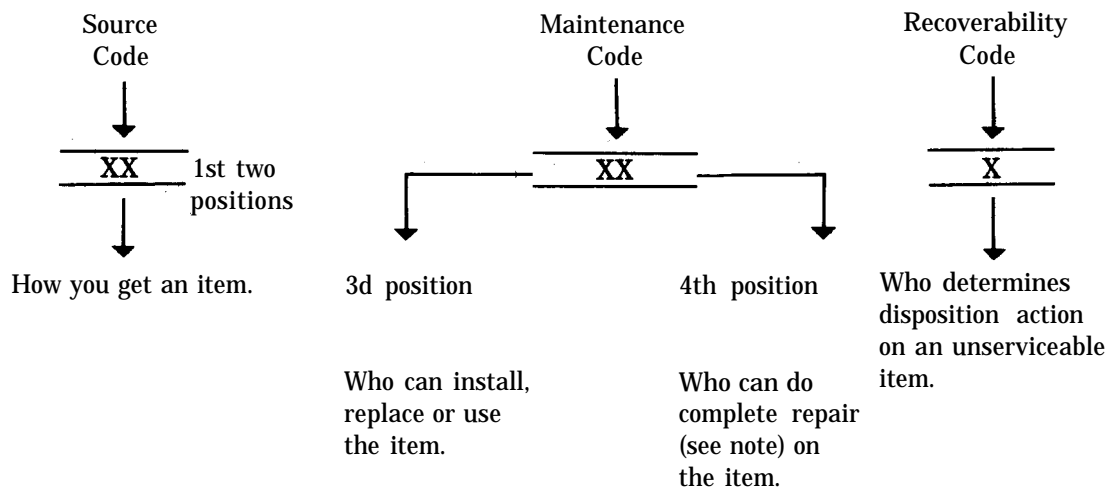 Source
Code
Maintenance
Code
Recoverability
Code
XX
1st two
positions
XX
X
How you get an item.
3d position
4th position
Who determines
disposition action
on an unserviceable
item.
Who can install,
replace or use
the item.
Who can do
complete repair
(see note) on
the item.